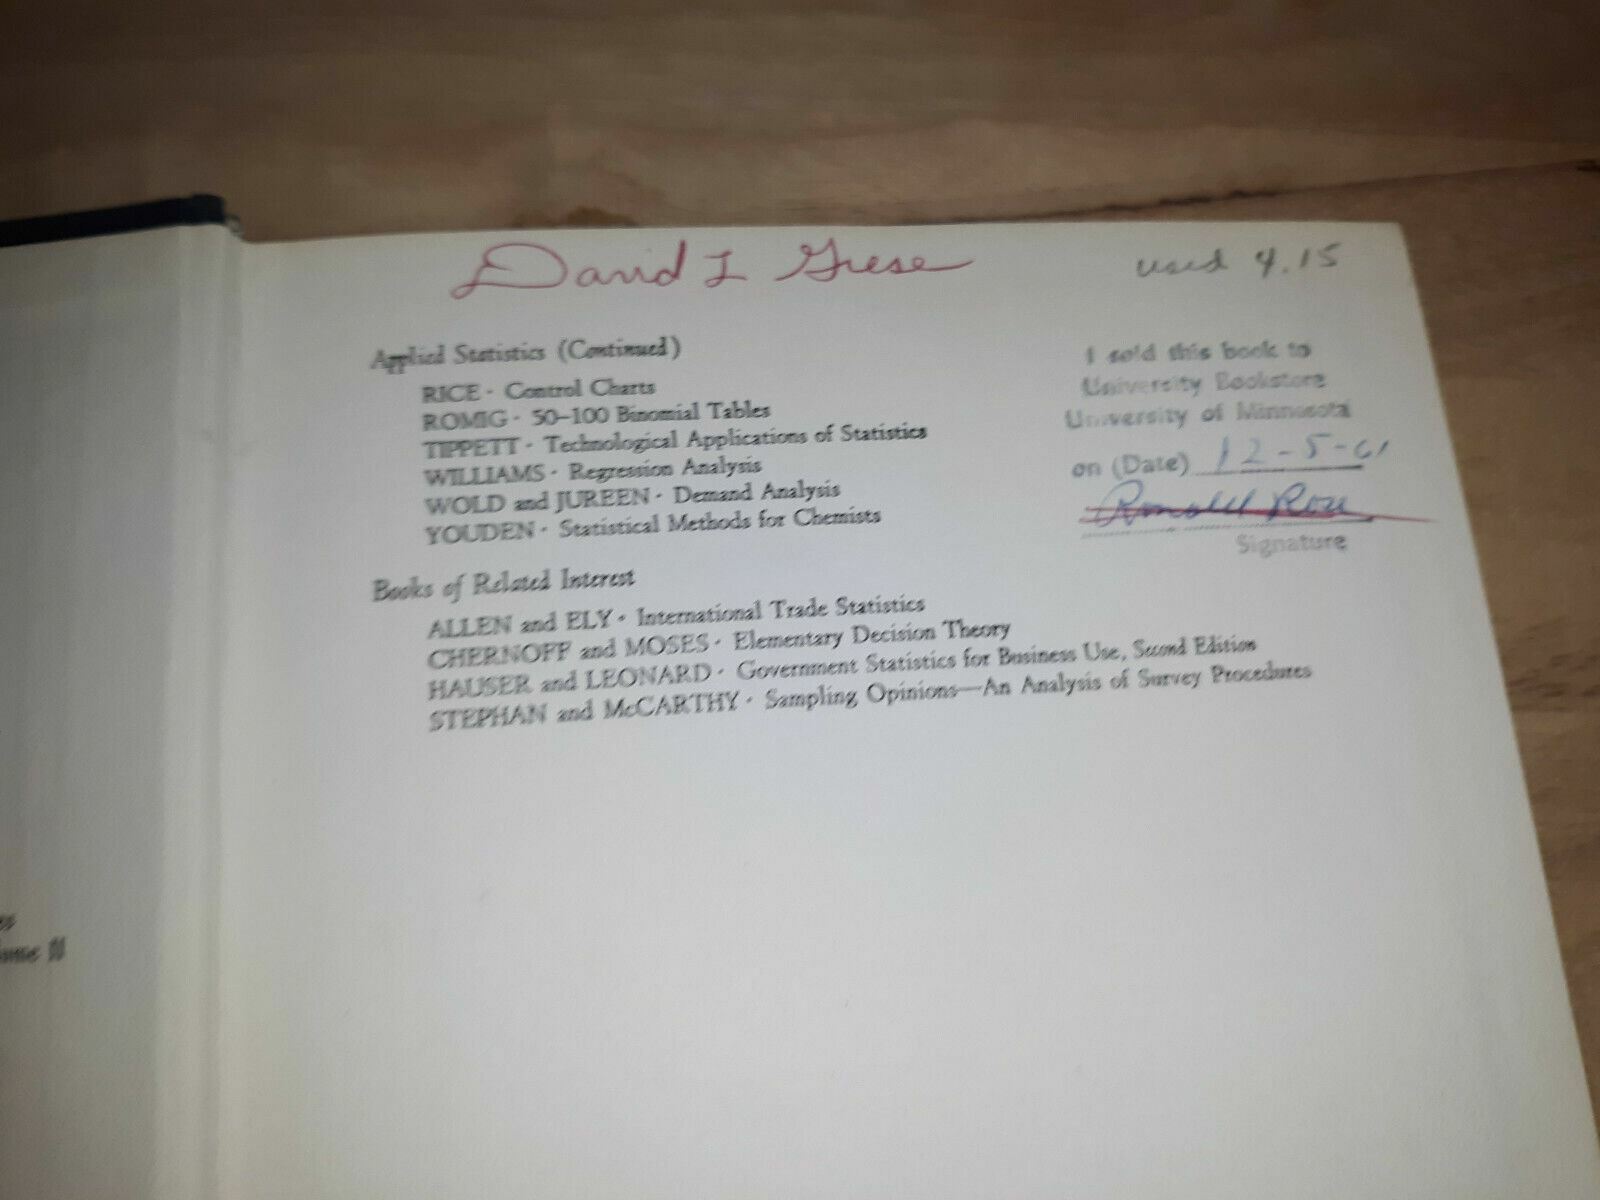 David L Giese
used 4.15
Applied Statistics (Continued)
RICE · Control Charts
ROMIG · 50–100 Binomial Tables
TIPPETT · Technological Applications of Statistics
WILLIAMS · Regression Analysis
WOLD and JUREEN · Demand Analysis
YOUDEN · Statistical Methods for Chemists
I sold this book to
University Bookstore
University of Minnesota
on (Date) 12-5-61
Ronald Rose
Signature
Books of Related Interest
ALLEN and ELY · International Trade Statistics
CHERNOFF and MOSES · Elementary Decision Theory
HAUSER and LEONARD · Government Statistics for Business Use, Second Edition
STEPHAN and McCARTHY · Sampling Opinions—An Analysis of Survey Procedures